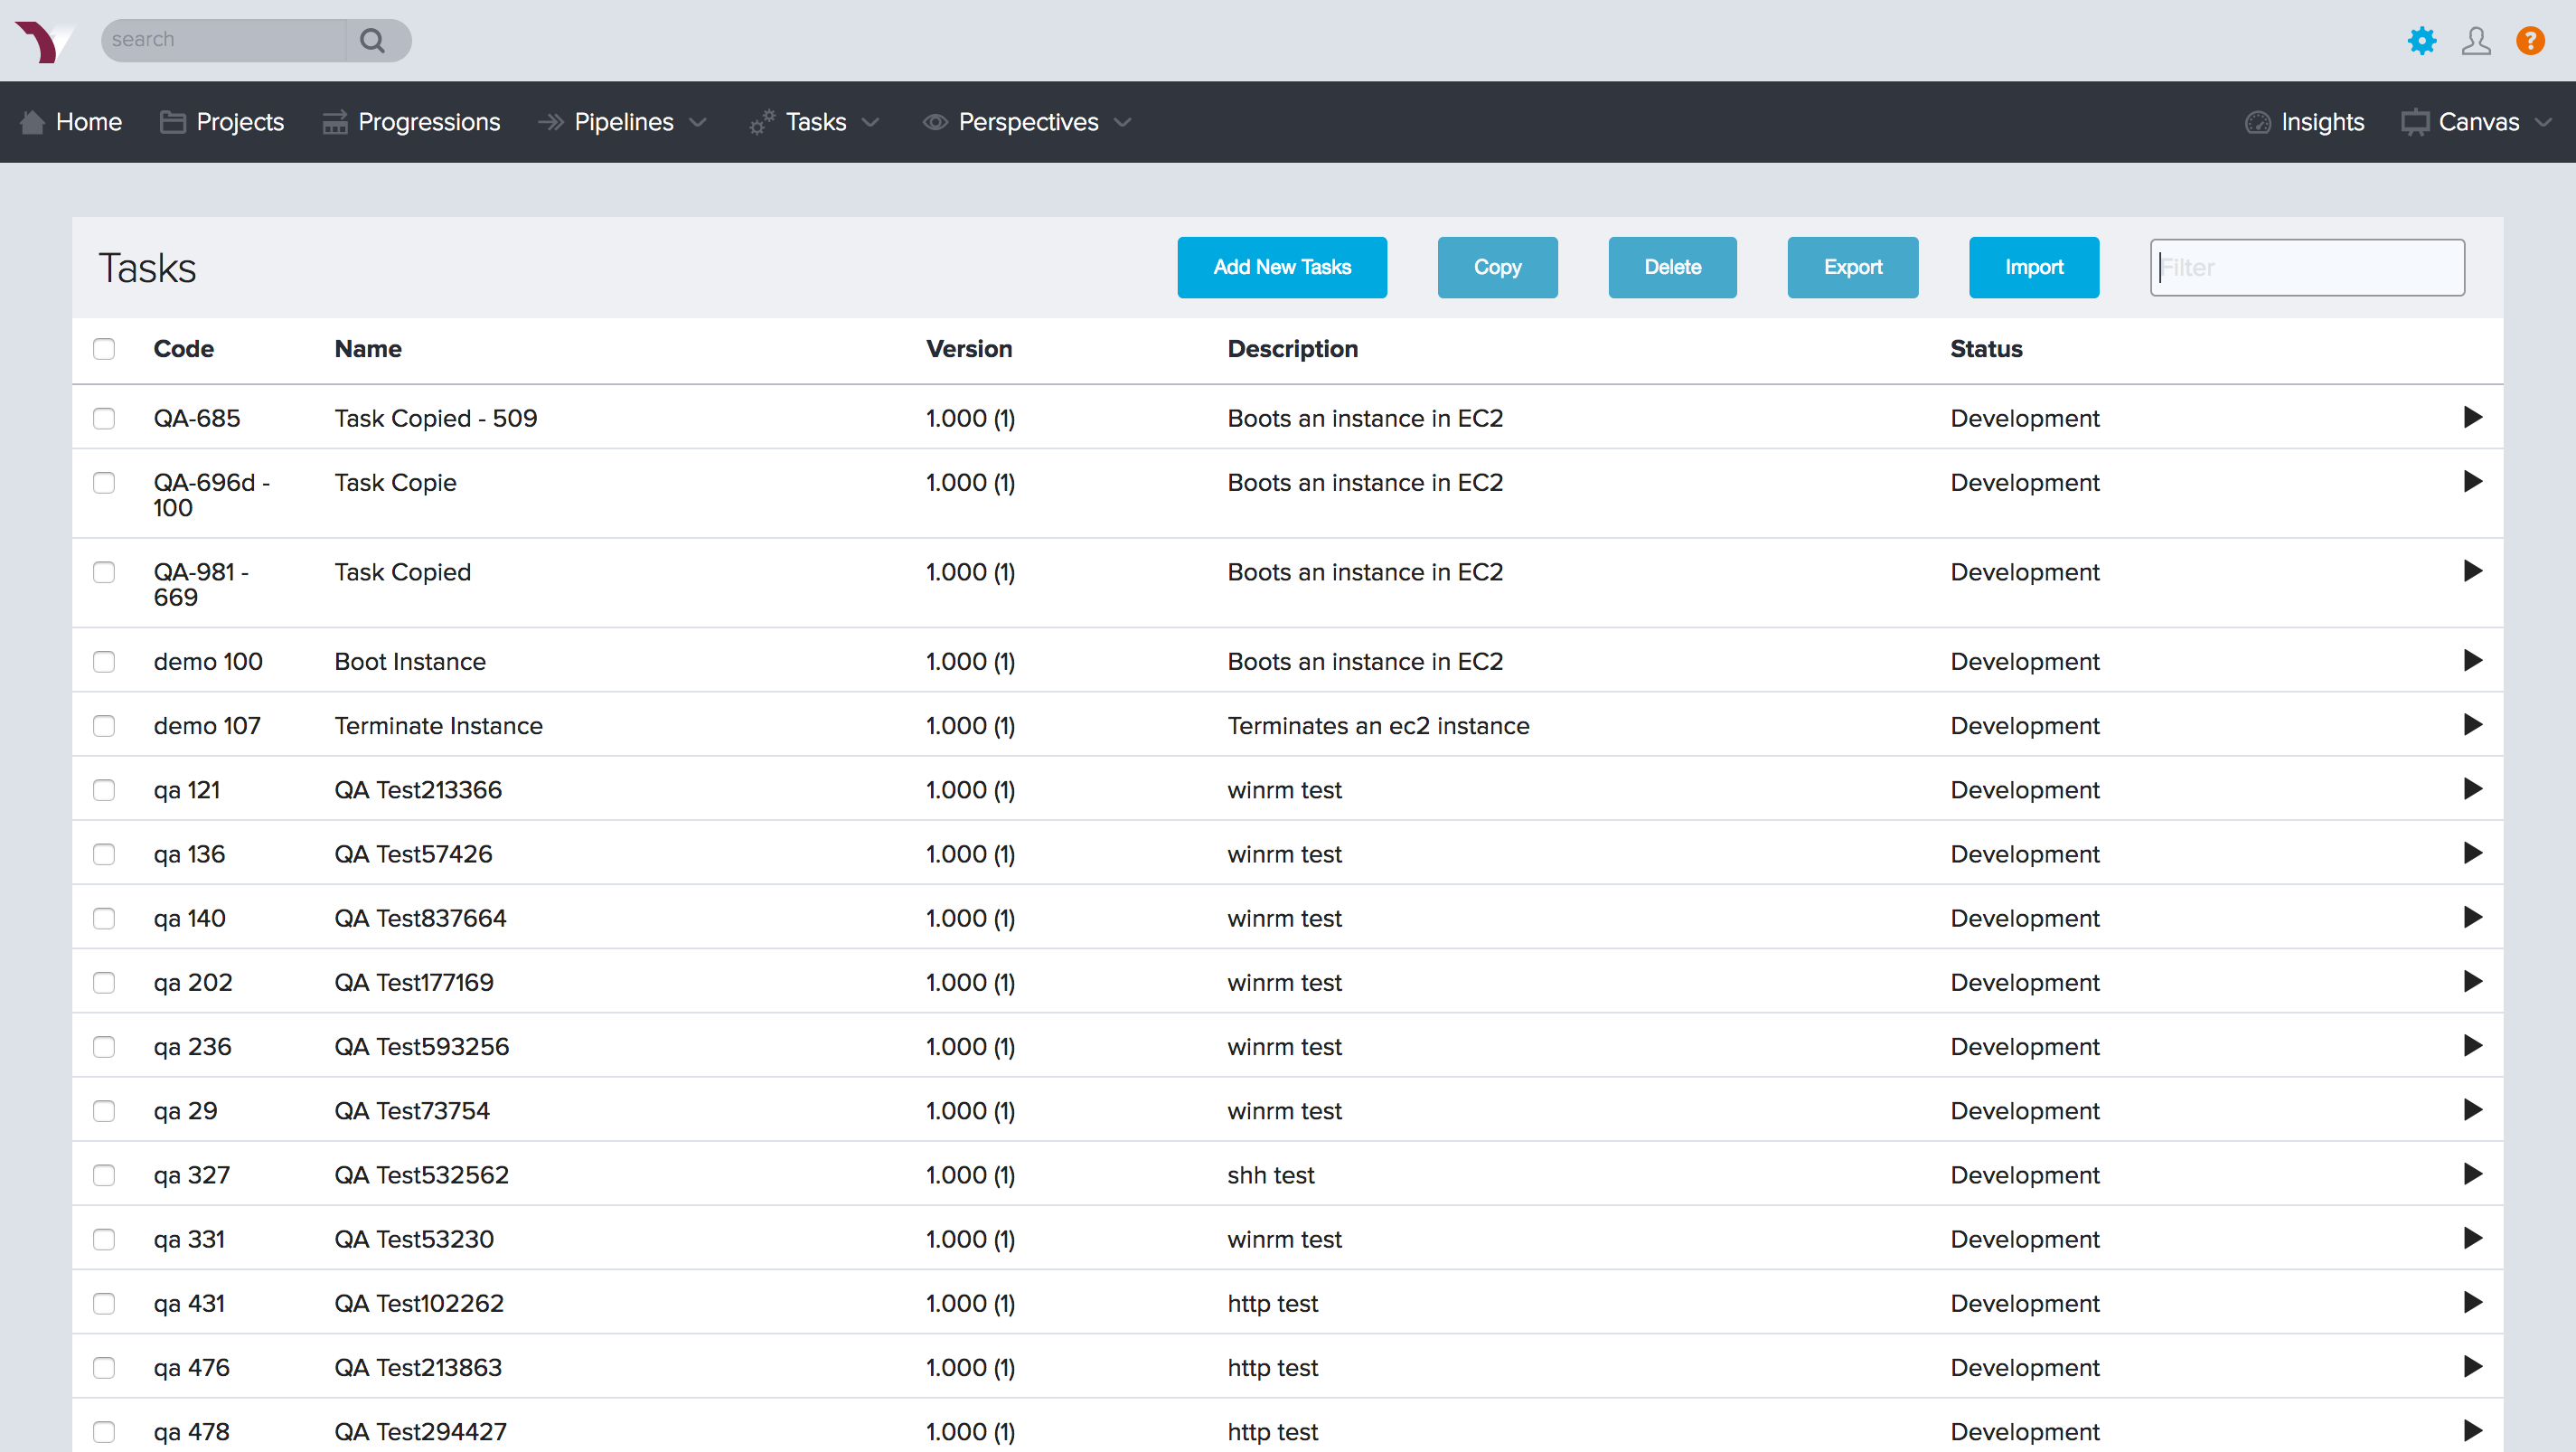 search
?
Home Projects Progressions Pipelines Tasks Perspectives Insights Canvas
Tasks Add New Tasks Copy Delete Export Import Filter
Code Name Version Description Status
QA-685 Task Copied - 509 1.000 (1) Boots an instance in EC2 Development
QA-696d - Task Copie 1.000 (1) Boots an instance in EC2 Development
100
QA-981 - Task Copied 1.000 (1) Boots an instance in EC2 Development
669
demo 100 Boot Instance 1.000 (1) Boots an instance in EC2 Development
demo 107 Terminate Instance 1.000 (1) Terminates an ec2 instance Development
qa 121 QA Test213366 1.000 (1) winrm test Development
qa 136 QA Test57426 1.000 (1) winrm test Development
qa 140 QA Test837664 1.000 (1) winrm test Development
qa 202 QA Test177169 1.000 (1) winrm test Development
qa 236 QA Test593256 1.000 (1) winrm test Development
qa 29 QA Test73754 1.000 (1) winrm test Development
qa 327 QA Test532562 1.000 (1) shh test Development
qa 331 QA Test53230 1.000 (1) winrm test Development
qa 431 QA Test102262 1.000 (1) http test Development
qa 476 QA Test213863 1.000 (1) http test Development
qa 478 QA Test294427 1.000 (1) http test Development